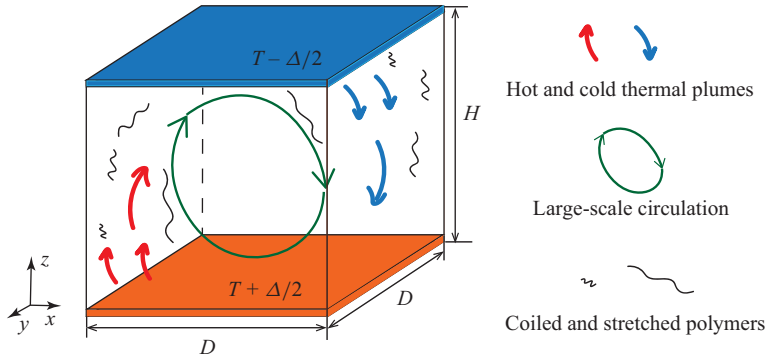 T − Δ/2
H
Hot and cold thermal plumes
Large-scale circulation
z
y
x
T + Δ/2
D
D
Coiled and stretched polymers